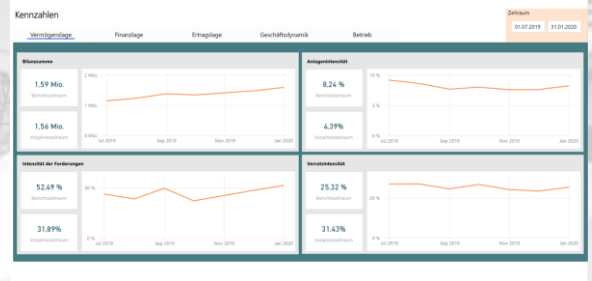 Kennzahlen
Zeitraum
01.07.2019 31.01.2020
Vermögenslage Finanzlage Ertragslage Geschäftsdynamik Betrieb
Bilanzsumme
1,59 Mio.
Berichtszeitraum
1,56 Mio.
Vorjahreszeitraum
2 Mio.
1 Mio.
0 Mio.
Jul 2019 Sep 2019 Nov 2019 Jan 2020
Anlagenintensität
8,24 %
Berichtszeitraum
4,39%
Vorjahreszeitraum
10 %
5 %
0 %
Jul 2019 Sep 2019 Nov 2019 Jan 2020
Intensität der Forderungen
52,49 %
Berichtszeitraum
31,89%
Vorjahreszeitraum
50 %
0 %
Jul 2019 Sep 2019 Nov 2019 Jan 2020
Vorratsintensität
25,32 %
Berichtszeitraum
31,43%
Vorjahreszeitraum
20 %
0 %
Jul 2019 Sep 2019 Nov 2019 Jan 2020